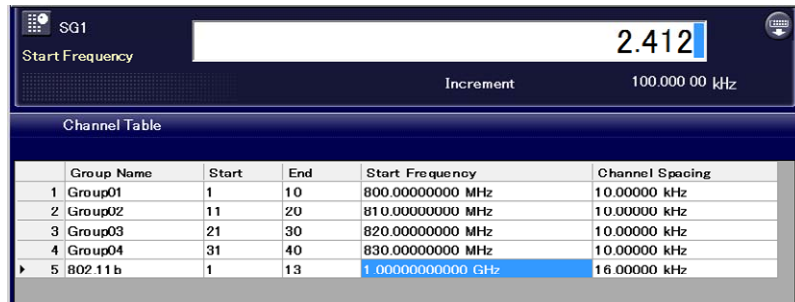 SG1
2.412
Start Frequency
Increment 100.000 00 kHz
Channel Table
Group Name Start End Start Frequency Channel Spacing
1 Group01 1 10 800.00000000 MHz 10.00000 kHz
2 Group02 11 20 810.00000000 MHz 10.00000 kHz
3 Group03 21 30 820.00000000 MHz 10.00000 kHz
4 Group04 31 40 830.00000000 MHz 10.00000 kHz
5 802.11b 1 13 1.00000000000 GHz 16.00000 kHz